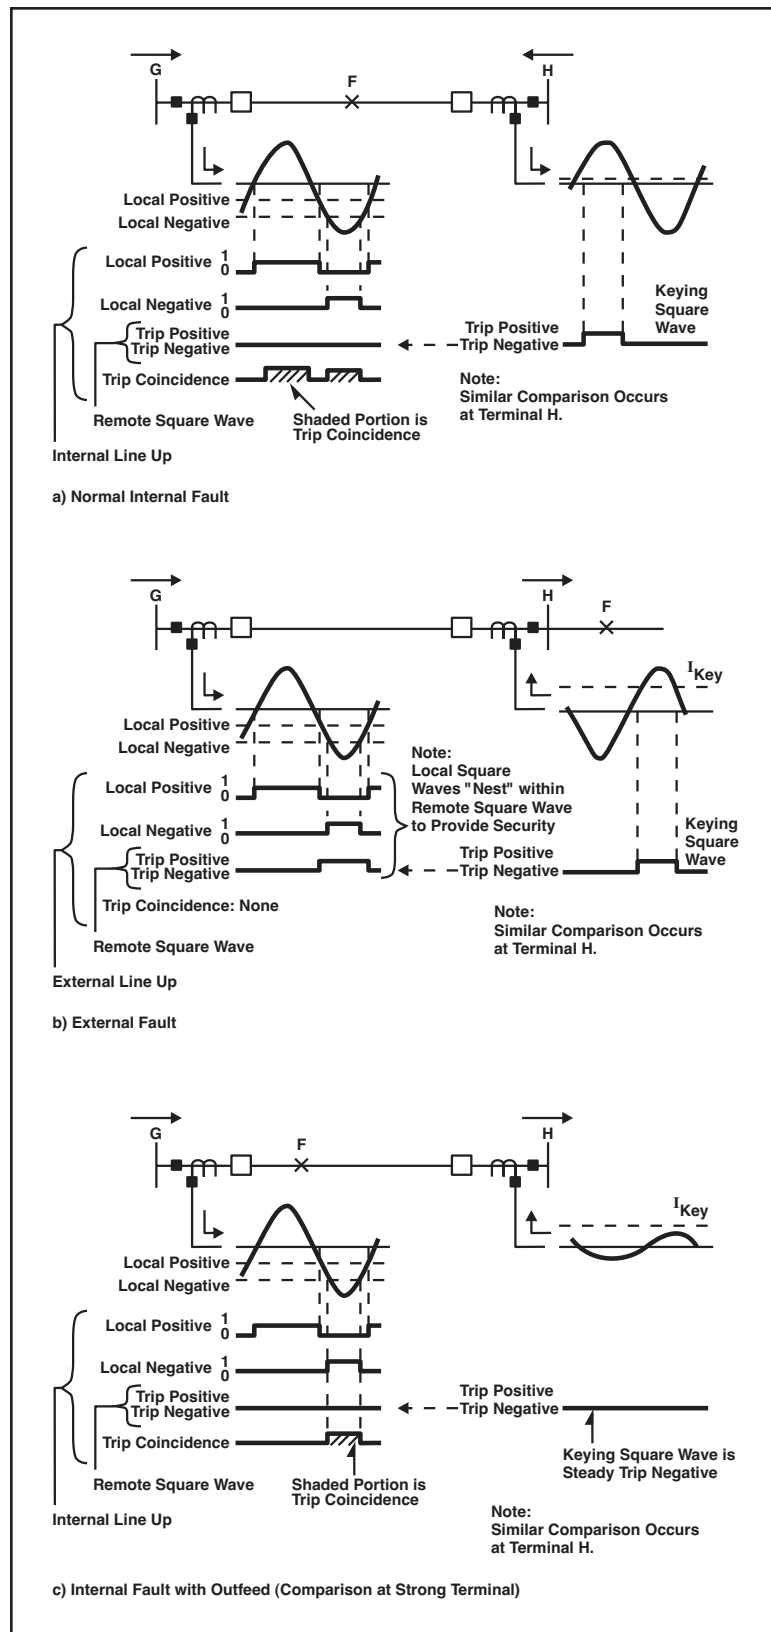 G
F
H
Local Positive
Local Negative
Local Positive 1
0
Local Negative 1
0
Trip Positive
Trip Negative
Trip Coincidence
Remote Square Wave
Internal Line Up
Shaded Portion is
Trip Coincidence
Trip Positive
Trip Negative
Keying
Square
Wave
Note:
Similar Comparison Occurs
at Terminal H.
a) Normal Internal Fault
G
H
F
IKey
Local Positive
Local Negative
Local Positive 1
0
Local Negative 1
0
Trip Positive
Trip Negative
Trip Coincidence: None
Remote Square Wave
External Line Up
Note:
Local Square
Waves "Nest" within
Remote Square Wave
to Provide Security
Trip Positive
Trip Negative
Keying
Square
Wave
Note:
Similar Comparison Occurs
at Terminal H.
b) External Fault
G
F
H
IKey
Local Positive
Local Negative
Local Positive 1
0
Local Negative 1
0
Trip Positive
Trip Negative
Trip Coincidence
Remote Square Wave
Internal Line Up
Shaded Portion is
Trip Coincidence
Trip Positive
Trip Negative
Keying Square Wave is
Steady Trip Negative
Note:
Similar Comparison Occurs
at Terminal H.
c) Internal Fault with Outfeed (Comparison at Strong Terminal)